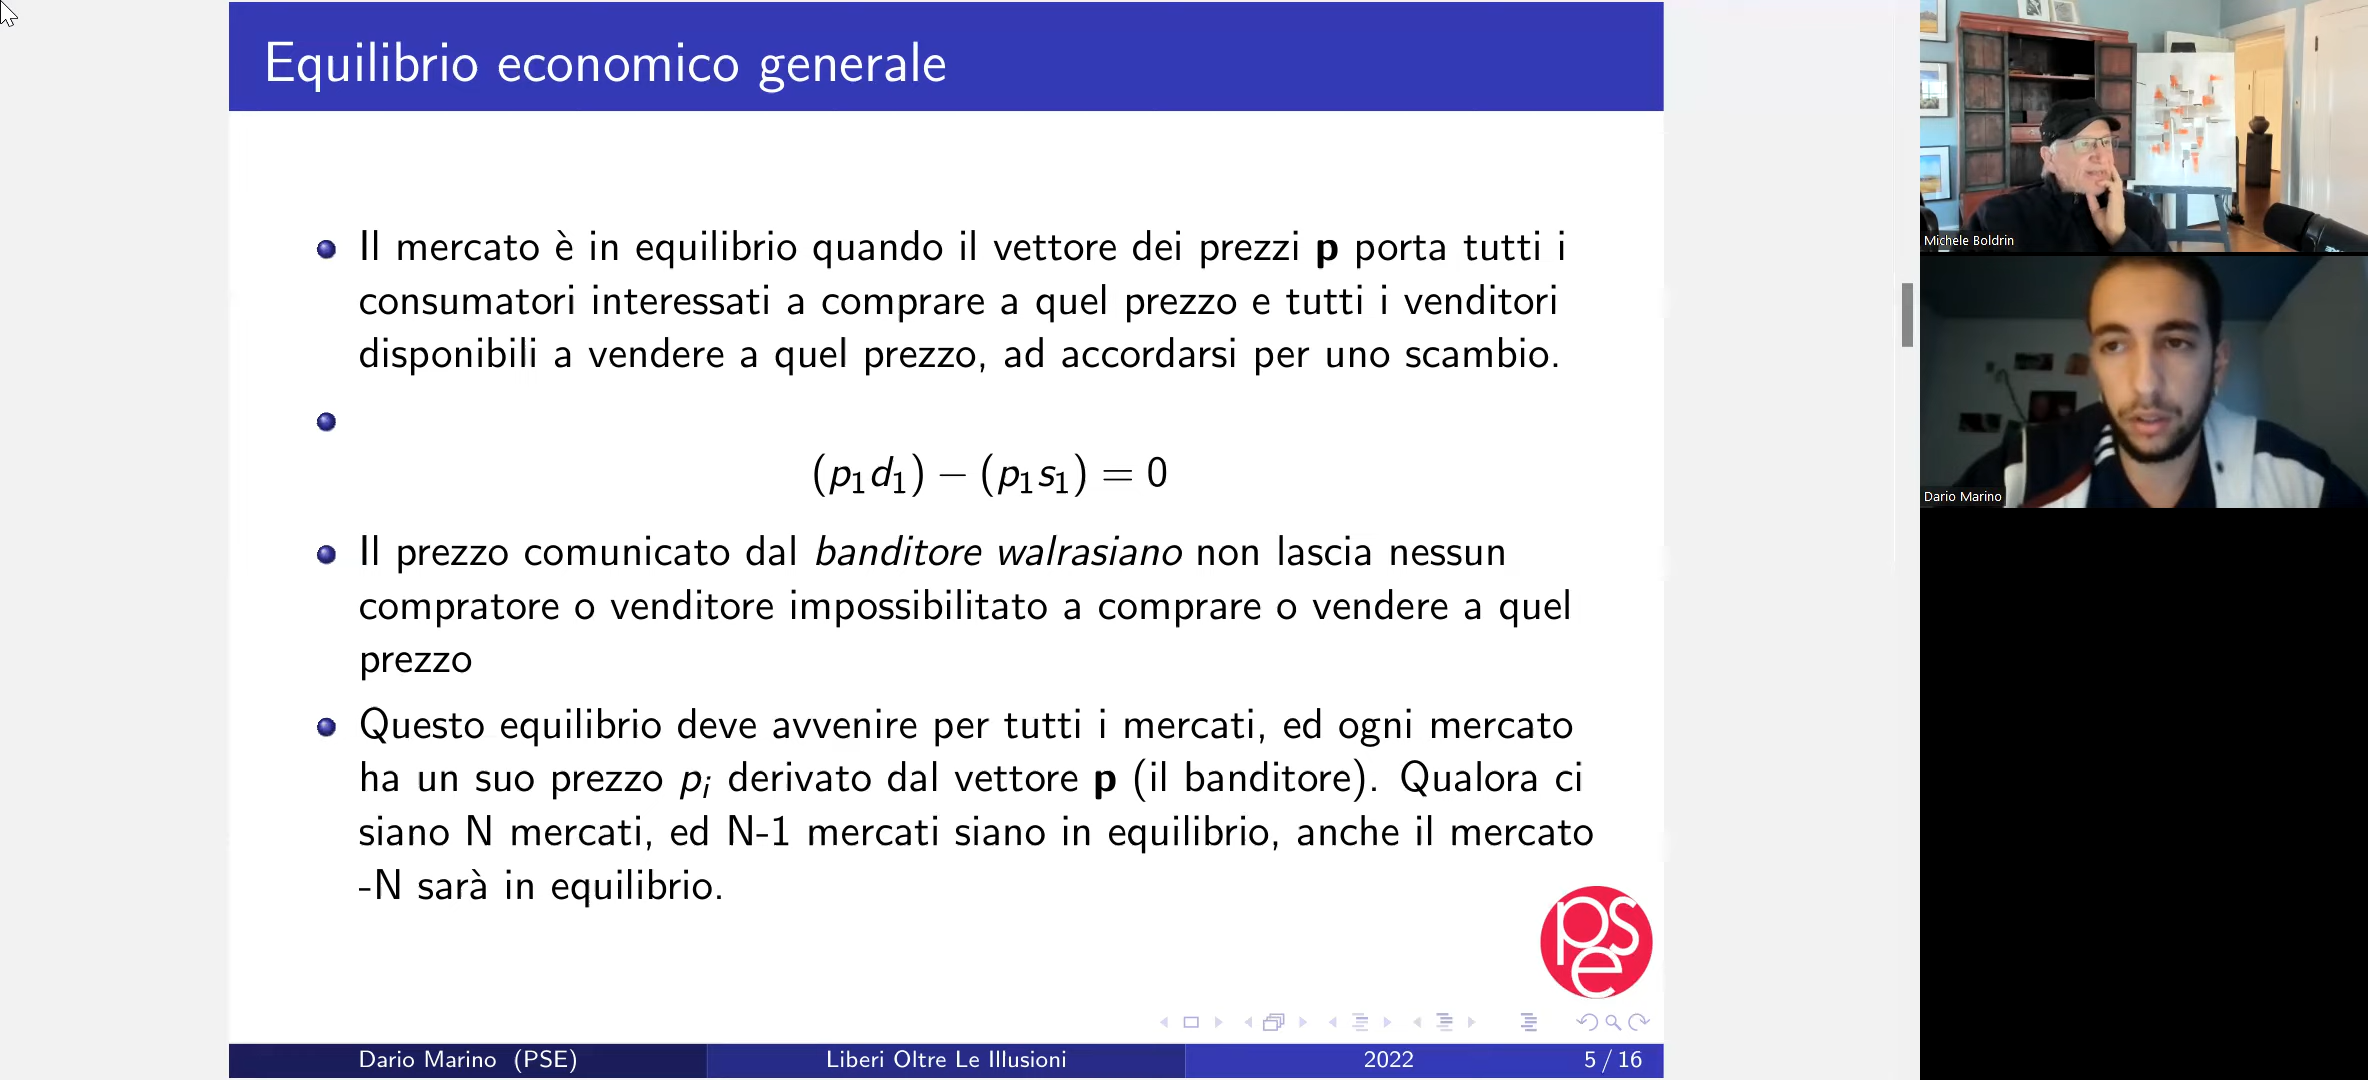 Equilibrio economico generale
Il mercato è in equilibrio quando il vettore dei prezzi p porta tutti i
consumatori interessati a comprare a quel prezzo e tutti i venditori
disponibili a vendere a quel prezzo, ad accordarsi per uno scambio.
(p₁d₁) − (p₁s₁) = 0
Il prezzo comunicato dal banditore walrasiano non lascia nessun
compratore o venditore impossibilitato a comprare o vendere a quel
prezzo
Questo equilibrio deve avvenire per tutti i mercati, ed ogni mercato
ha un suo prezzo pᵢ derivato dal vettore p (il banditore). Qualora ci
siano N mercati, ed N-1 mercati siano in equilibrio, anche il mercato
-N sarà in equilibrio.
pse
Dario Marino (PSE)
Liberi Oltre Le Illusioni
2022
5 / 16
Michele Boldrin
Dario Marino